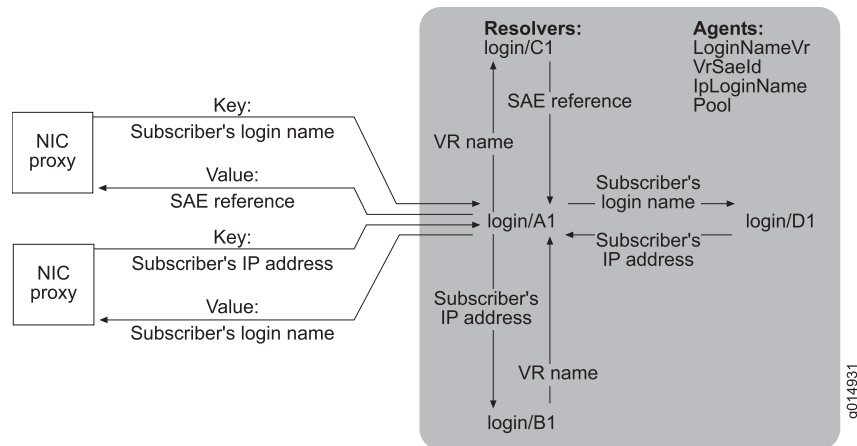 Resolvers:
login/C1
Agents:
LoginNameVr
VrSaeId
IpLoginName
Pool
NIC
proxy
Key:
Subscriber's login name
Value:
SAE reference
NIC
proxy
Key:
Subscriber's IP address
Value:
Subscriber's login name
SAE reference
VR name
login/A1
Subscriber's
login name
Subscriber's
IP address
login/D1
Subscriber's
IP address
VR name
login/B1
g014931